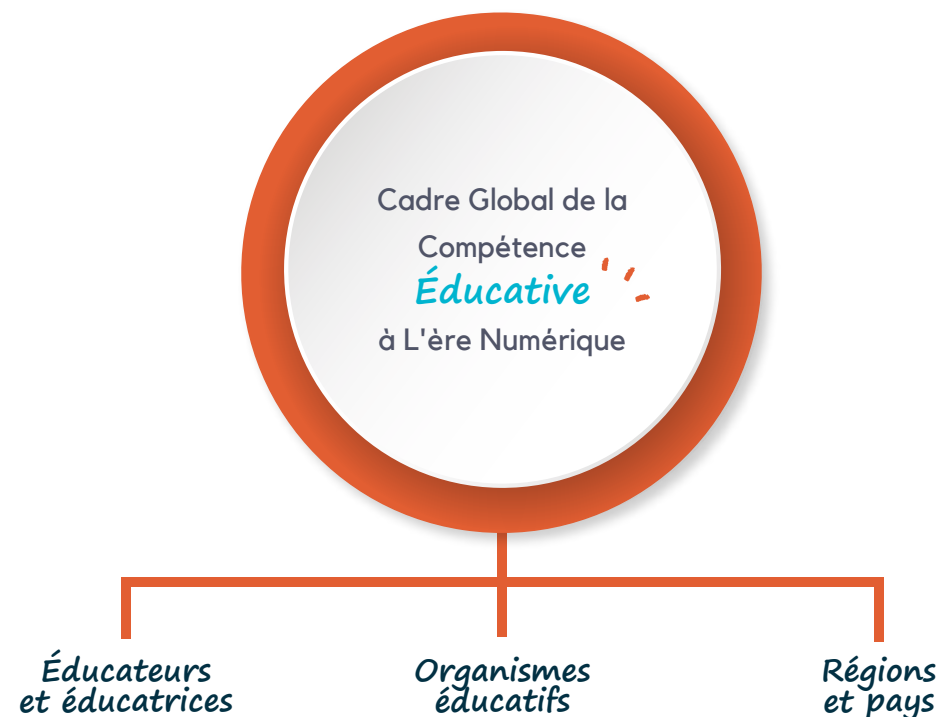 Cadre Global de la
Compétence
Éducative
à L'ère Numérique
Éducateurs
et éducatrices
Organismes
éducatifs
Régions
et pays